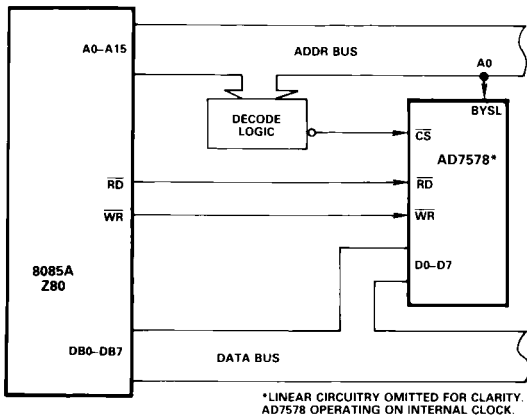 A0–A15
ADDR BUS
A0
BYSL
DECODE
LOGIC
CS
AD7578*
RD
RD
WR
WR
8085A
Z80
D0–D7
DB0–DB7
DATA BUS
*LINEAR CIRCUITRY OMITTED FOR CLARITY.
AD7578 OPERATING ON INTERNAL CLOCK.